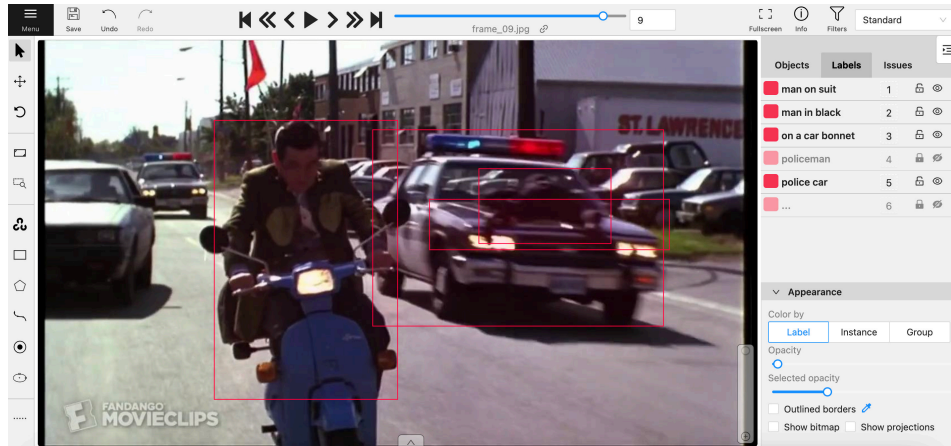 Menu
Save
Undo
Redo
frame_09.jpg
9
Fullscreen
Info
Filters
Standard
Objects Labels Issues
man on suit 1
man in black 2
on a car bonnet 3
policeman 4
police car 5
... 6
Appearance
Color by
Label Instance Group
Opacity
Selected opacity
Outlined borders
Show bitmap Show projections
ST. LAWRENCE
FANDANGO
MOVIECLIPS